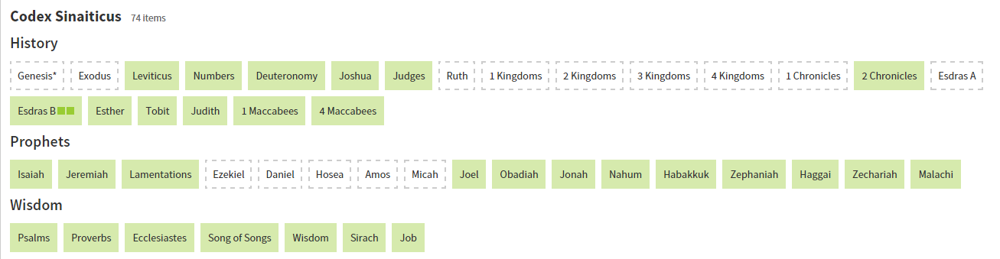 Codex Sinaiticus 74 items
History
Genesis* Exodus Leviticus Numbers Deuteronomy Joshua Judges Ruth 1 Kingdoms 2 Kingdoms 3 Kingdoms 4 Kingdoms 1 Chronicles 2 Chronicles Esdras A
Esdras B Esther Tobit Judith 1 Maccabees 4 Maccabees
Prophets
Isaiah Jeremiah Lamentations Ezekiel Daniel Hosea Amos Micah Joel Obadiah Jonah Nahum Habakkuk Zephaniah Haggai Zechariah Malachi
Wisdom
Psalms Proverbs Ecclesiastes Song of Songs Wisdom Sirach Job